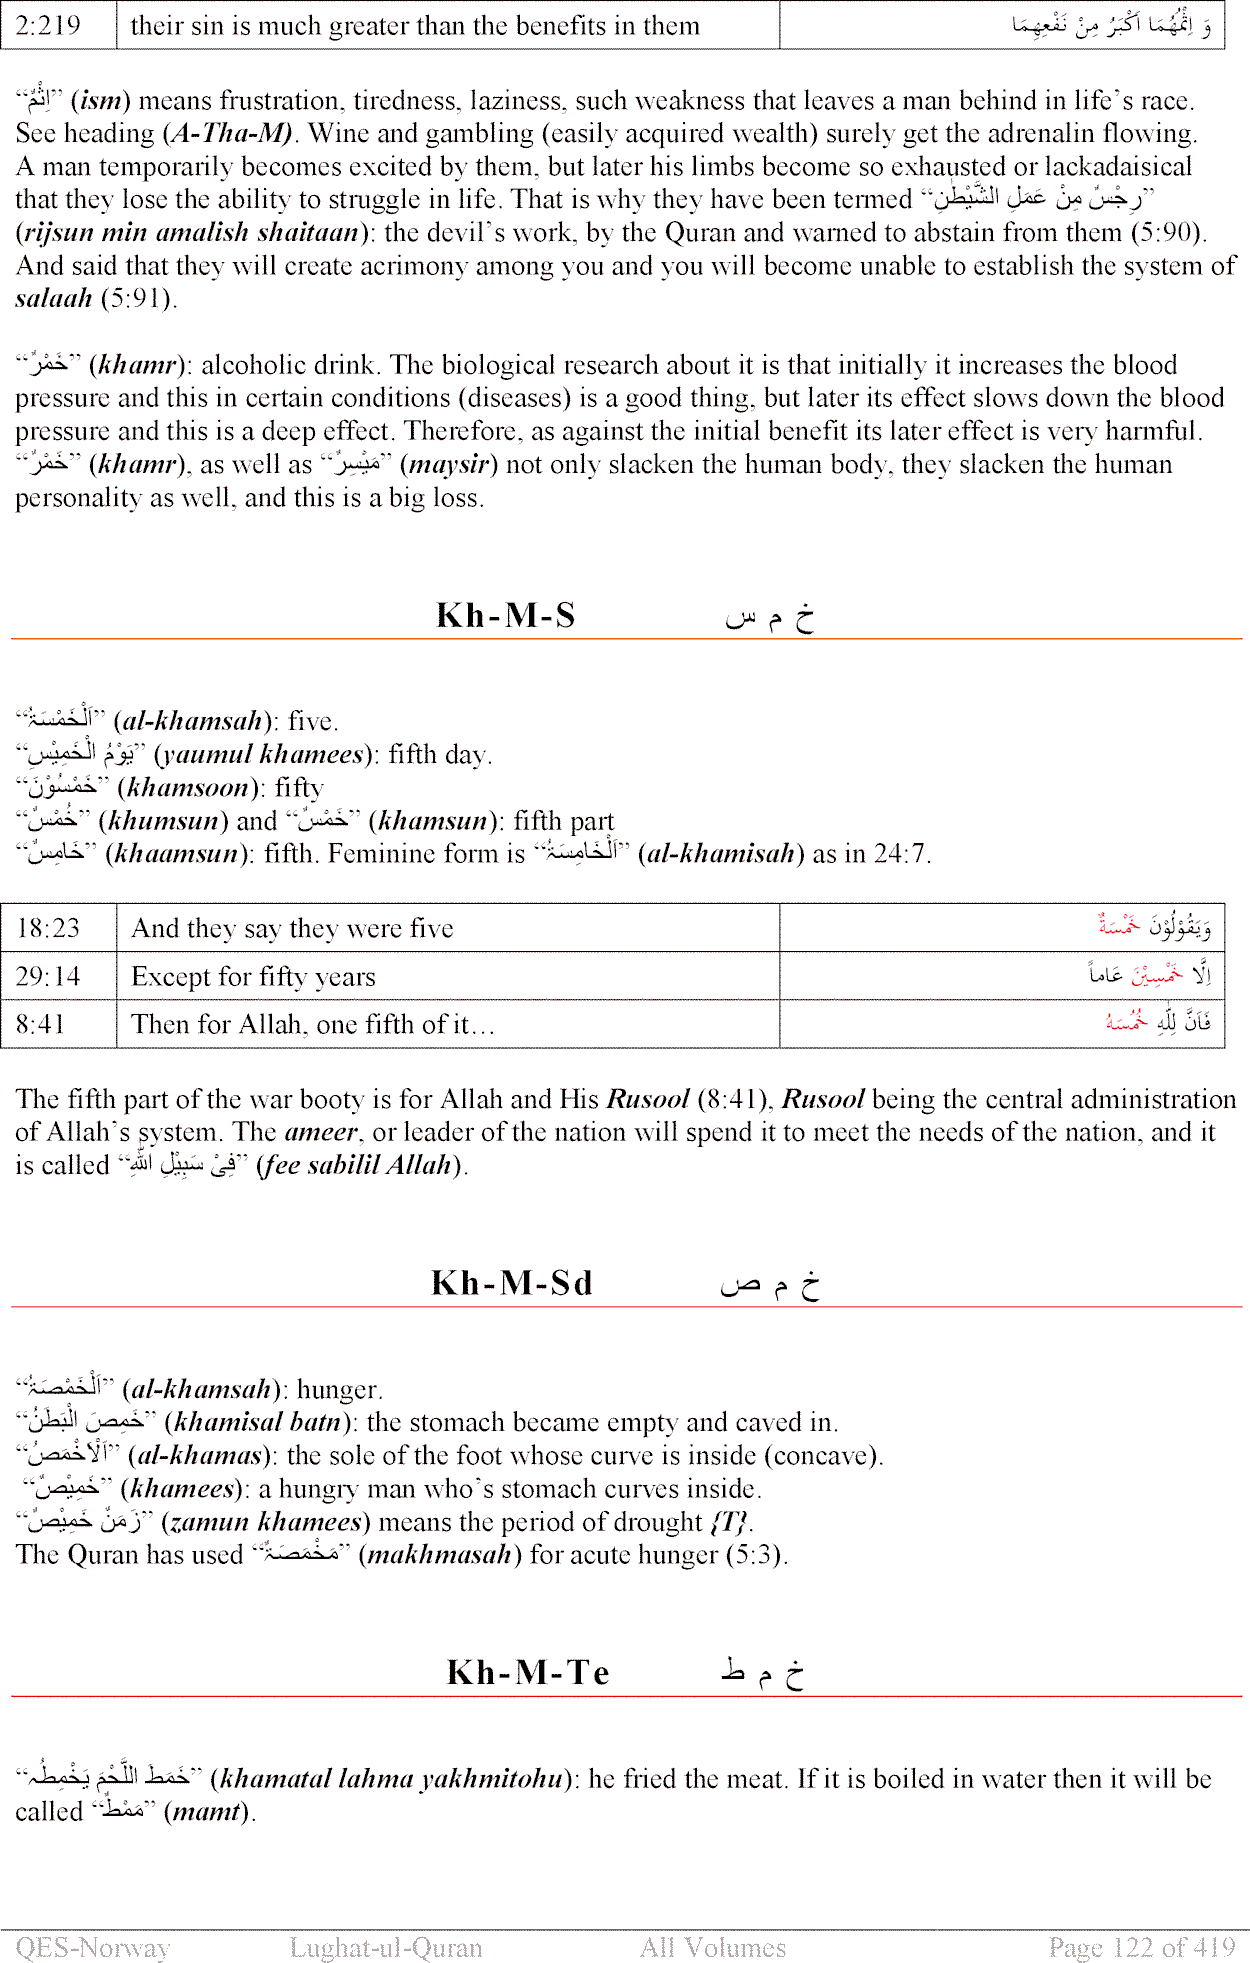 2:219 their sin is much greater than the benefits in them وَ اِثْمُهُمَا اَكْبَرُ مِنْ نَفْعِهِمَا
“اِثْمٌ” (ism) means frustration, tiredness, laziness, such weakness that leaves a man behind in life’s race.
See heading (A-Tha-M). Wine and gambling (easily acquired wealth) surely get the adrenalin flowing.
A man temporarily becomes excited by them, but later his limbs become so exhausted or lackadaisical
that they lose the ability to struggle in life. That is why they have been termed “رِجْسٌ مِنْ عَمَلِ الشَّيْطٰنِ”
(rijsun min amalish shaitaan): the devil’s work, by the Quran and warned to abstain from them (5:90).
And said that they will create acrimony among you and you will become unable to establish the system of
salaah (5:91).
“خَمْرٌ” (khamr): alcoholic drink. The biological research about it is that initially it increases the blood
pressure and this in certain conditions (diseases) is a good thing, but later its effect slows down the blood
pressure and this is a deep effect. Therefore, as against the initial benefit its later effect is very harmful.
“خَمْرٌ” (khamr), as well as “مَيْسِرٌ” (maysir) not only slacken the human body, they slacken the human
personality as well, and this is a big loss.
Kh-M-S خ م س
“اَلْخَمْسَۃُ” (al-khamsah): five.
“يَوْمُ الْخَمِيْسِ” (yaumul khamees): fifth day.
“خَمْسُوْنَ” (khamsoon): fifty
“خُمْسٌ” (khumsun) and “خَمْسٌ” (khamsun): fifth part
“خَامِسٌ” (khaamsun): fifth. Feminine form is “اَلْخَامِسَۃُ” (al-khamisah) as in 24:7.
18:23 And they say they were five وَيَقُوْلُوْنَ خَمْسَةٌ
29:14 Except for fifty years اِلَّا خَمْسِيْنَ عَاماً
8:41 Then for Allah, one fifth of it… فَاَنَّ لِلّٰهِ خُمُسَهٗ
The fifth part of the war booty is for Allah and His Rusool (8:41), Rusool being the central administration
of Allah’s system. The ameer, or leader of the nation will spend it to meet the needs of the nation, and it
is called “فِیْ سَبِيْلِ اللّٰهِ” (fee sabilil Allah).
Kh-M-Sd خ م ص
“اَلْخَمْصَۃُ” (al-khamsah): hunger.
“خَمِصَ الْبَطَنُ” (khamisal batn): the stomach became empty and caved in.
“اَلْاَخْمَصُ” (al-khamas): the sole of the foot whose curve is inside (concave).
“خَمِيْصٌ” (khamees): a hungry man who’s stomach curves inside.
“زَمَنٌ خَمِيْصٌ” (zamun khamees) means the period of drought {T}.
The Quran has used “مَخْمَصَۃٌ” (makhmasah) for acute hunger (5:3).
Kh-M-Te خ م ط
“خَمَطَ اللَّحْمَ يَخْمِطُہ” (khamatal lahma yakhmitohu): he fried the meat. If it is boiled in water then it will be
called “مَمْطٌ” (mamt).
QES-Norway Lughat-ul-Quran All Volumes Page 122 of 419